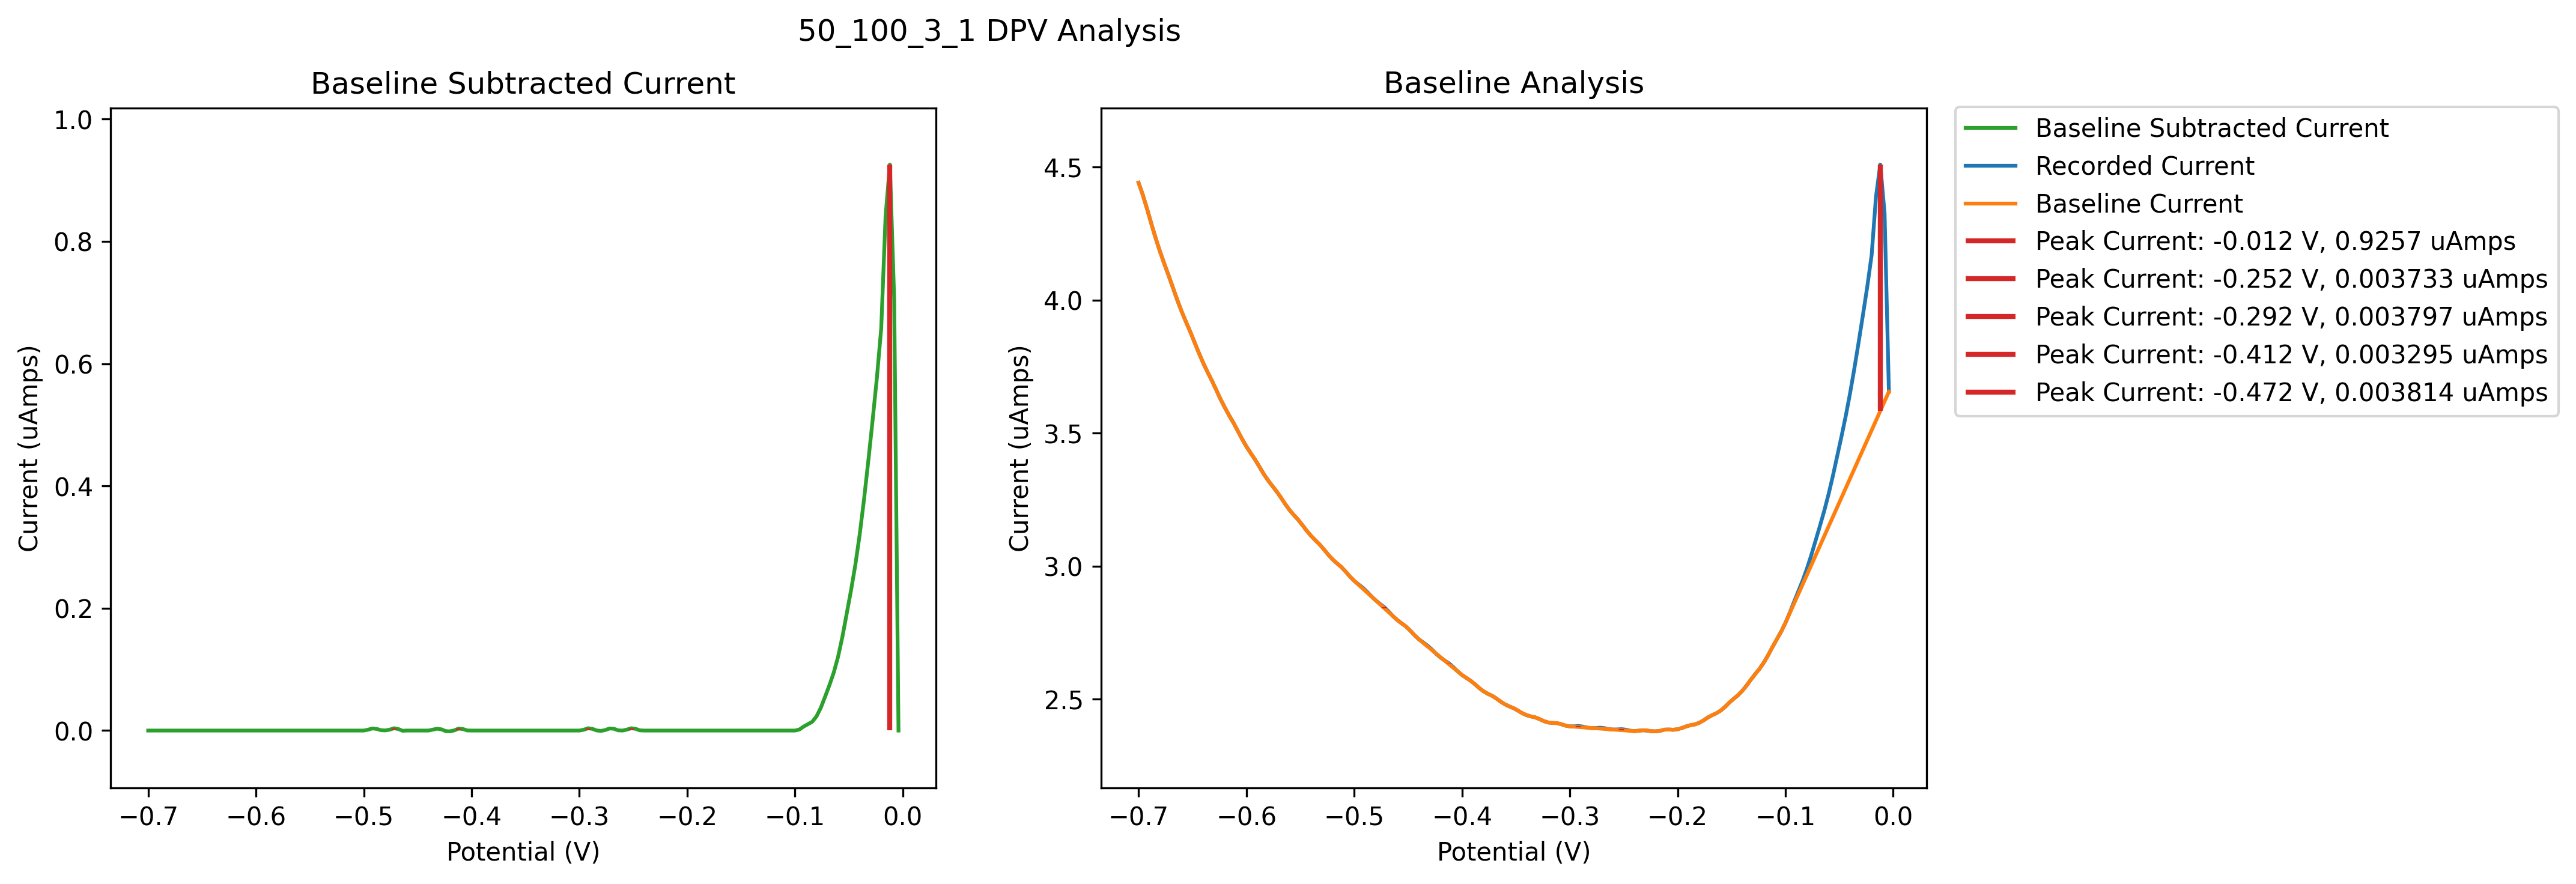 50_100_3_1 DPV Analysis
Baseline Subtracted Current
1.0
0.8
0.6
0.4
0.2
0.0
Current (uAmps)
−0.7 −0.6 −0.5 −0.4 −0.3 −0.2 −0.1 0.0
Potential (V)
Baseline Analysis
4.5
4.0
3.5
3.0
2.5
Current (uAmps)
−0.7 −0.6 −0.5 −0.4 −0.3 −0.2 −0.1 0.0
Potential (V)
Baseline Subtracted Current
Recorded Current
Baseline Current
Peak Current: -0.012 V, 0.9257 uAmps
Peak Current: -0.252 V, 0.003733 uAmps
Peak Current: -0.292 V, 0.003797 uAmps
Peak Current: -0.412 V, 0.003295 uAmps
Peak Current: -0.472 V, 0.003814 uAmps